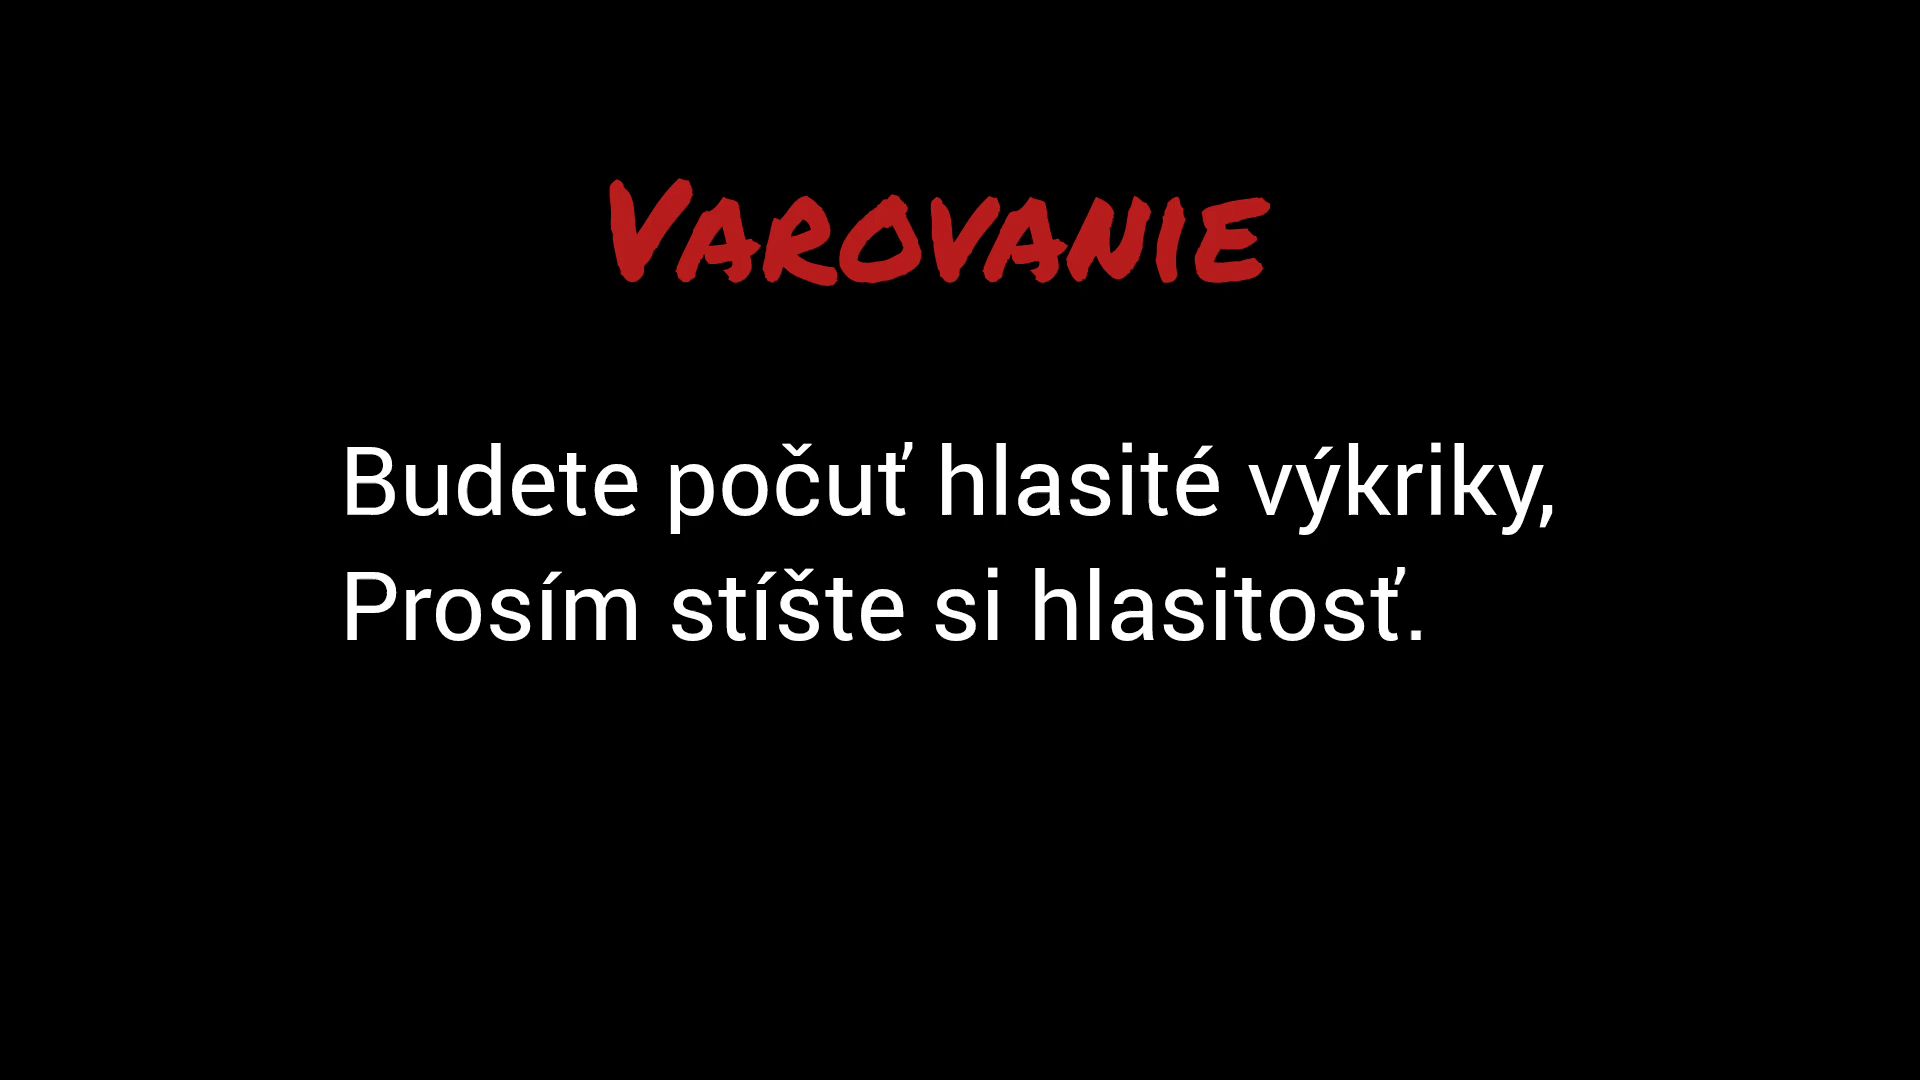 Varovanie
Budete počuť hlasité výkriky,
Prosím stíšte si hlasitosť.